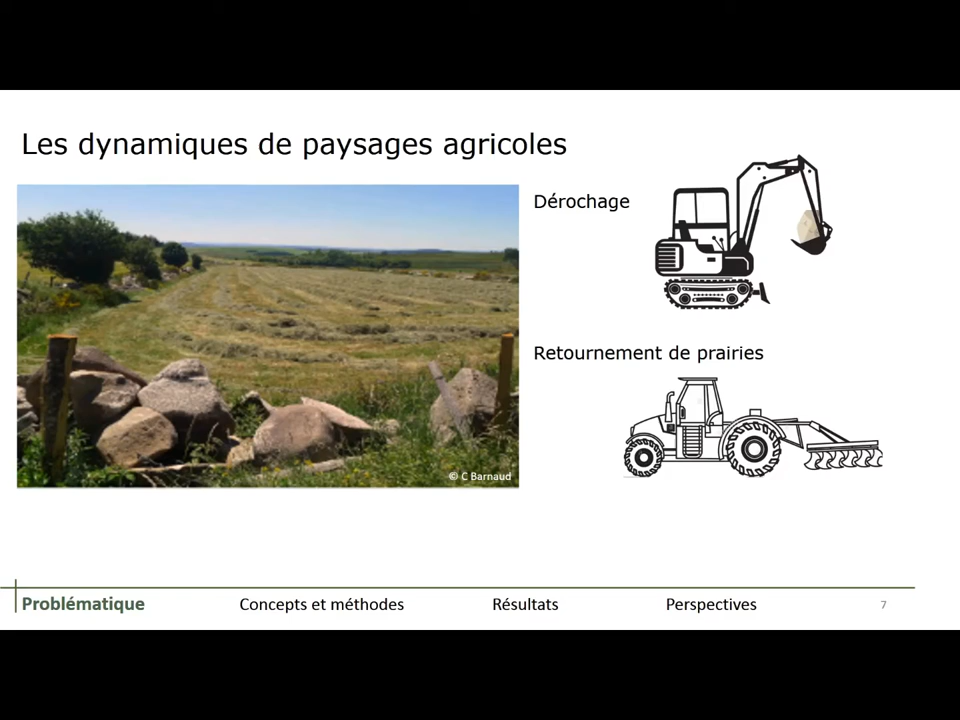 Les dynamiques de paysages agricoles
Dérochage
Retournement de prairies
© C Barnaud
Problématique
Concepts et méthodes
Résultats
Perspectives
7